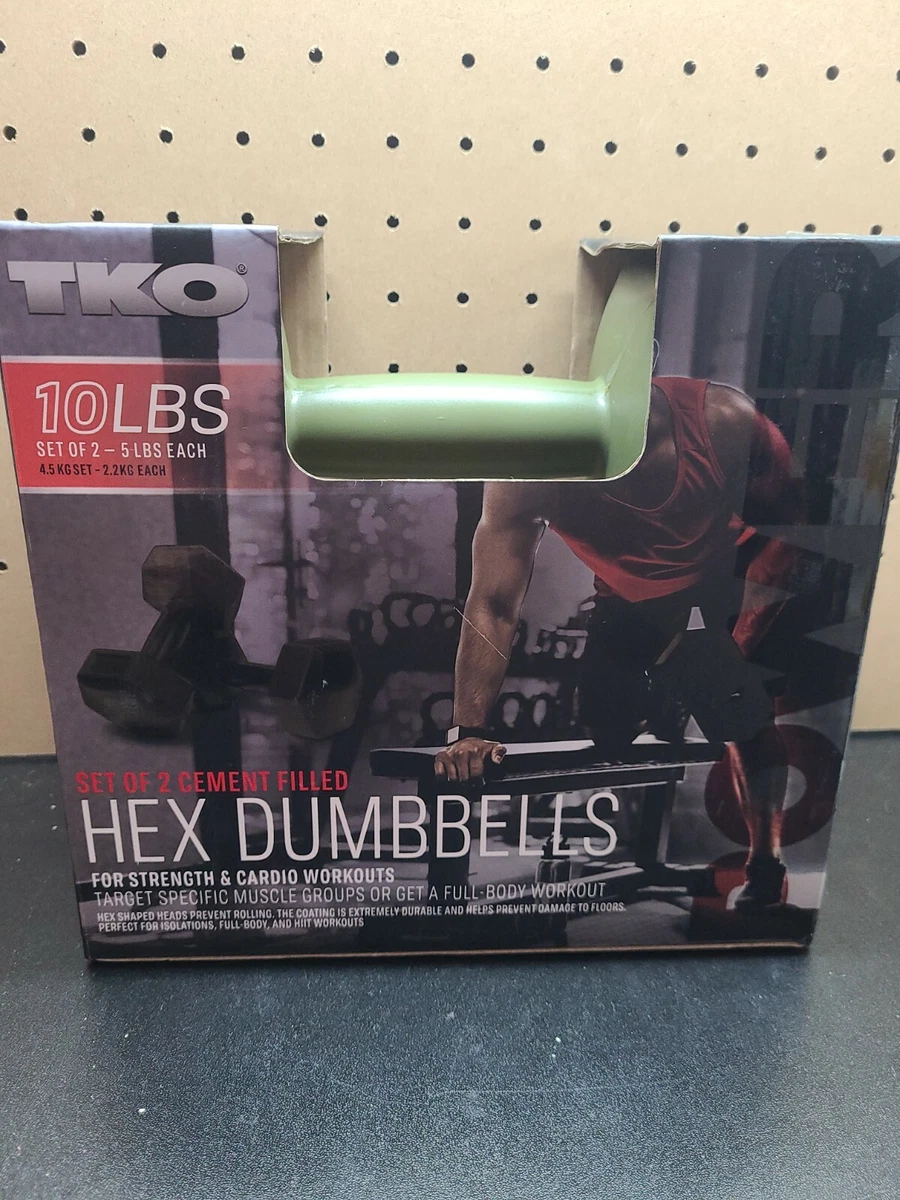 TKO®
10LBS
SET OF 2 – 5 LBS EACH
4.5 KG SET – 2.2KG EACH
SET OF 2 CEMENT FILLED
HEX DUMBBELLS
FOR STRENGTH & CARDIO WORKOUTS
TARGET SPECIFIC MUSCLE GROUPS OR GET A FULL-BODY WORKOUT
HEX SHAPED HEADS PREVENT ROLLING. THE COATING IS EXTREMELY DURABLE AND HELPS PREVENT DAMAGE TO FLOORS.
PERFECT FOR ISOLATIONS, FULL-BODY, AND HIIT WORKOUTS